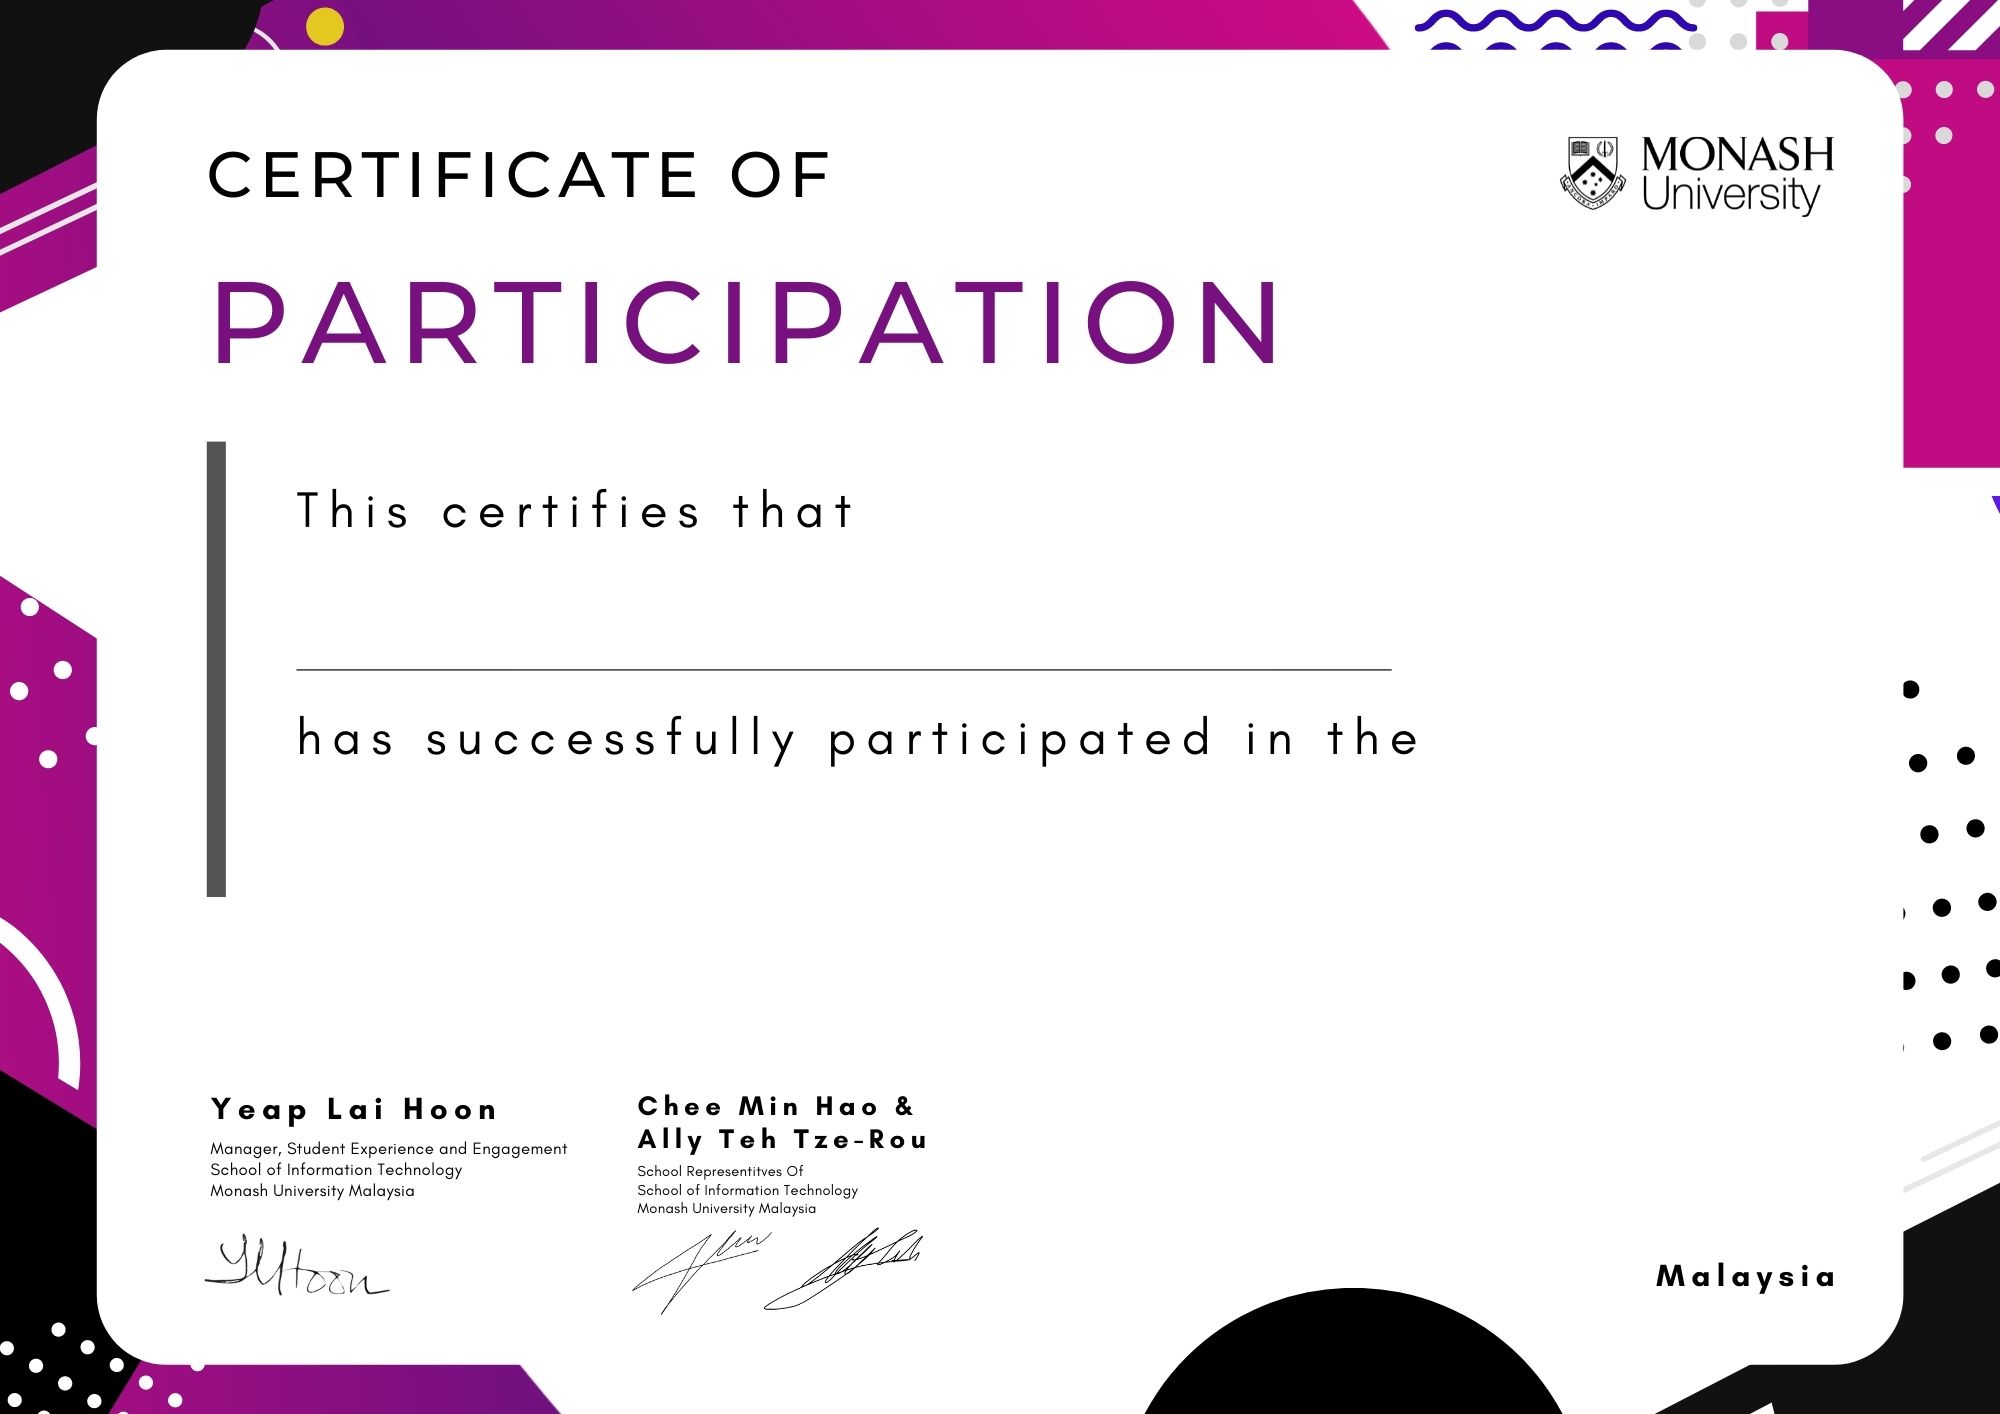 CERTIFICATE OF
MONASH
University
PARTICIPATION
This certifies that
has successfully participated in the
Yeap Lai Hoon
Manager, Student Experience and Engagement
School of Information Technology
Monash University Malaysia
Chee Min Hao &
Ally Teh Tze-Rou
School Representitves Of
School of Information Technology
Monash University Malaysia
YLHoon
Malaysia